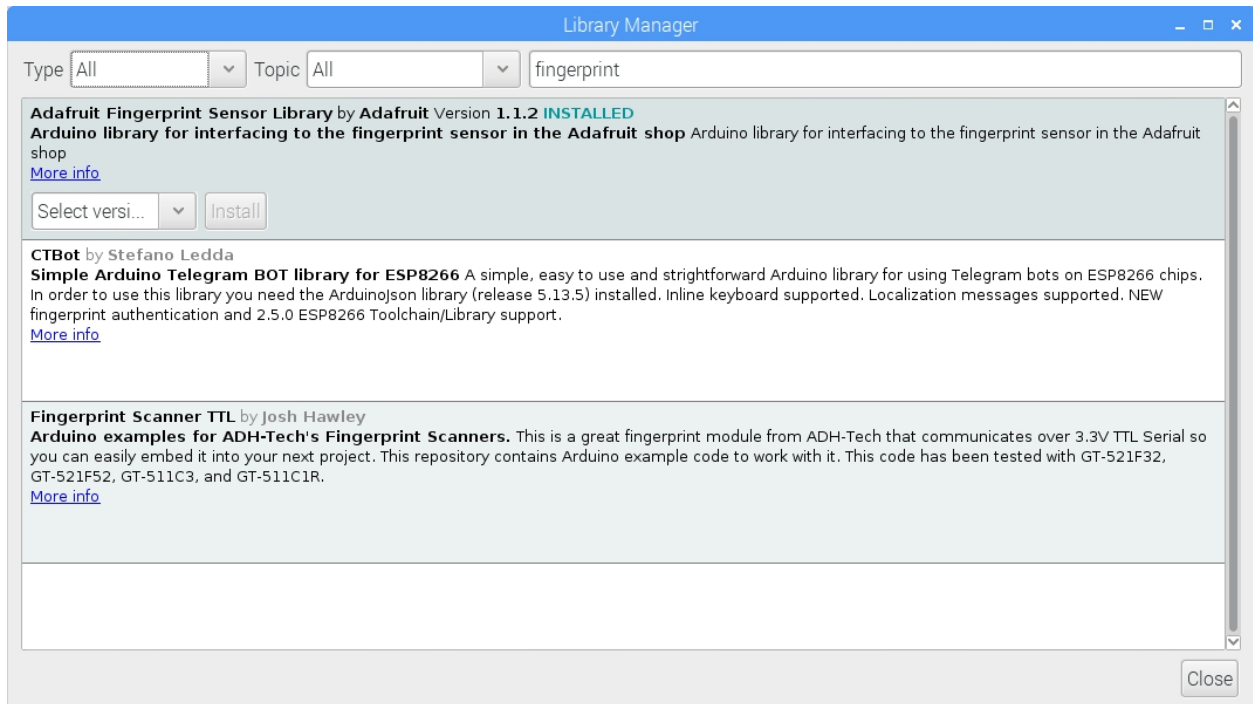 Library Manager
Type All Topic All fingerprint
Adafruit Fingerprint Sensor Library by Adafruit Version 1.1.2 INSTALLED
Arduino library for interfacing to the fingerprint sensor in the Adafruit shop Arduino library for interfacing to the fingerprint sensor in the Adafruit
shop
More info
Select versi... Install
CTBot by Stefano Ledda
Simple Arduino Telegram BOT library for ESP8266 A simple, easy to use and strightforward Arduino library for using Telegram bots on ESP8266 chips.
In order to use this library you need the ArduinoJson library (release 5.13.5) installed. Inline keyboard supported. Localization messages supported. NEW
fingerprint authentication and 2.5.0 ESP8266 Toolchain/Library support.
More info
Fingerprint Scanner TTL by Josh Hawley
Arduino examples for ADH-Tech's Fingerprint Scanners. This is a great fingerprint module from ADH-Tech that communicates over 3.3V TTL Serial so
you can easily embed it into your next project. This repository contains Arduino example code to work with it. This code has been tested with GT-521F32,
GT-521F52, GT-511C3, and GT-511C1R.
More info
Close